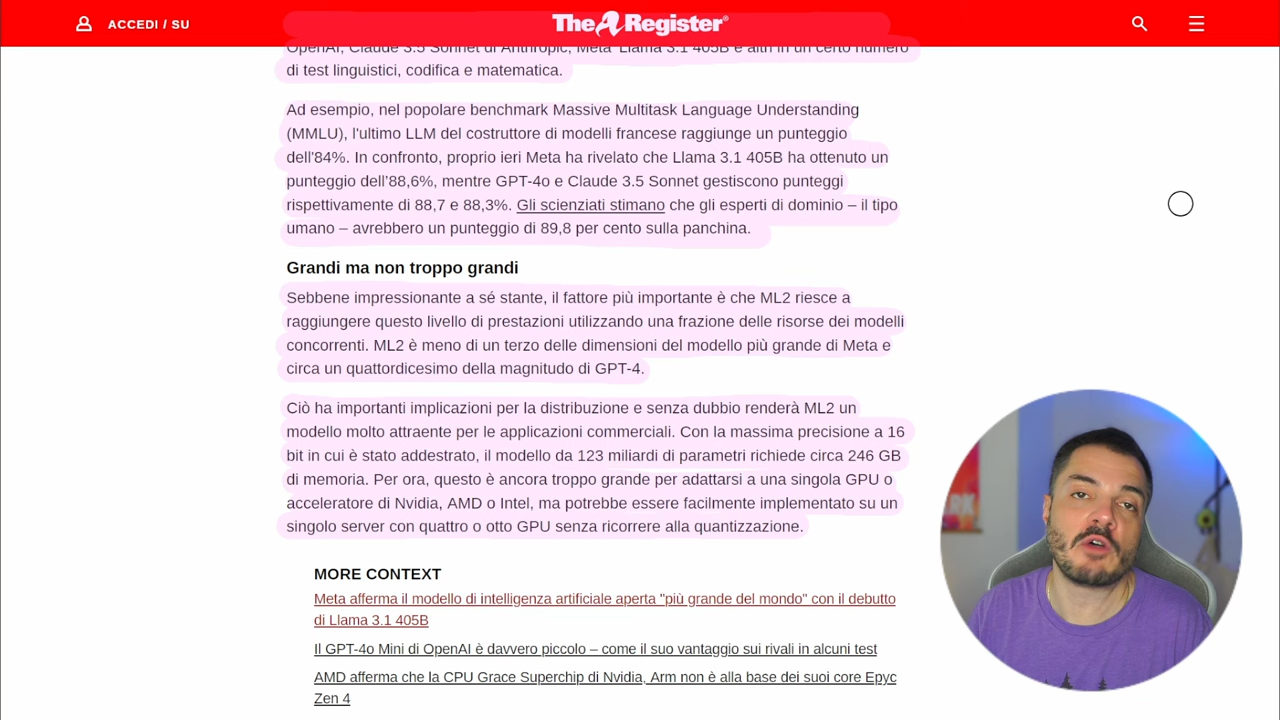 ACCEDI / SU
The Register®
OpenAI, Claude 3.5 Sonnet di Anthropic, Meta Llama 3.1 405B e altri in un certo numero
di test linguistici, codifica e matematica.
Ad esempio, nel popolare benchmark Massive Multitask Language Understanding
(MMLU), l'ultimo LLM del costruttore di modelli francese raggiunge un punteggio
dell'84%. In confronto, proprio ieri Meta ha rivelato che Llama 3.1 405B ha ottenuto un
punteggio dell'88,6%, mentre GPT-4o e Claude 3.5 Sonnet gestiscono punteggi
rispettivamente di 88,7 e 88,3%. Gli scienziati stimano che gli esperti di dominio – il tipo
umano – avrebbero un punteggio di 89,8 per cento sulla panchina.
Grandi ma non troppo grandi
Sebbene impressionante a sé stante, il fattore più importante è che ML2 riesce a
raggiungere questo livello di prestazioni utilizzando una frazione delle risorse dei modelli
concorrenti. ML2 è meno di un terzo delle dimensioni del modello più grande di Meta e
circa un quattordicesimo della magnitudo di GPT-4.
Ciò ha importanti implicazioni per la distribuzione e senza dubbio renderà ML2 un
modello molto attraente per le applicazioni commerciali. Con la massima precisione a 16
bit in cui è stato addestrato, il modello da 123 miliardi di parametri richiede circa 246 GB
di memoria. Per ora, questo è ancora troppo grande per adattarsi a una singola GPU o
acceleratore di Nvidia, AMD o Intel, ma potrebbe essere facilmente implementato su un
singolo server con quattro o otto GPU senza ricorrere alla quantizzazione.
MORE CONTEXT
Meta afferma il modello di intelligenza artificiale aperta "più grande del mondo" con il debutto
di Llama 3.1 405B
Il GPT-4o Mini di OpenAI è davvero piccolo – come il suo vantaggio sui rivali in alcuni test
AMD afferma che la CPU Grace Superchip di Nvidia, Arm non è alla base dei suoi core Epyc
Zen 4